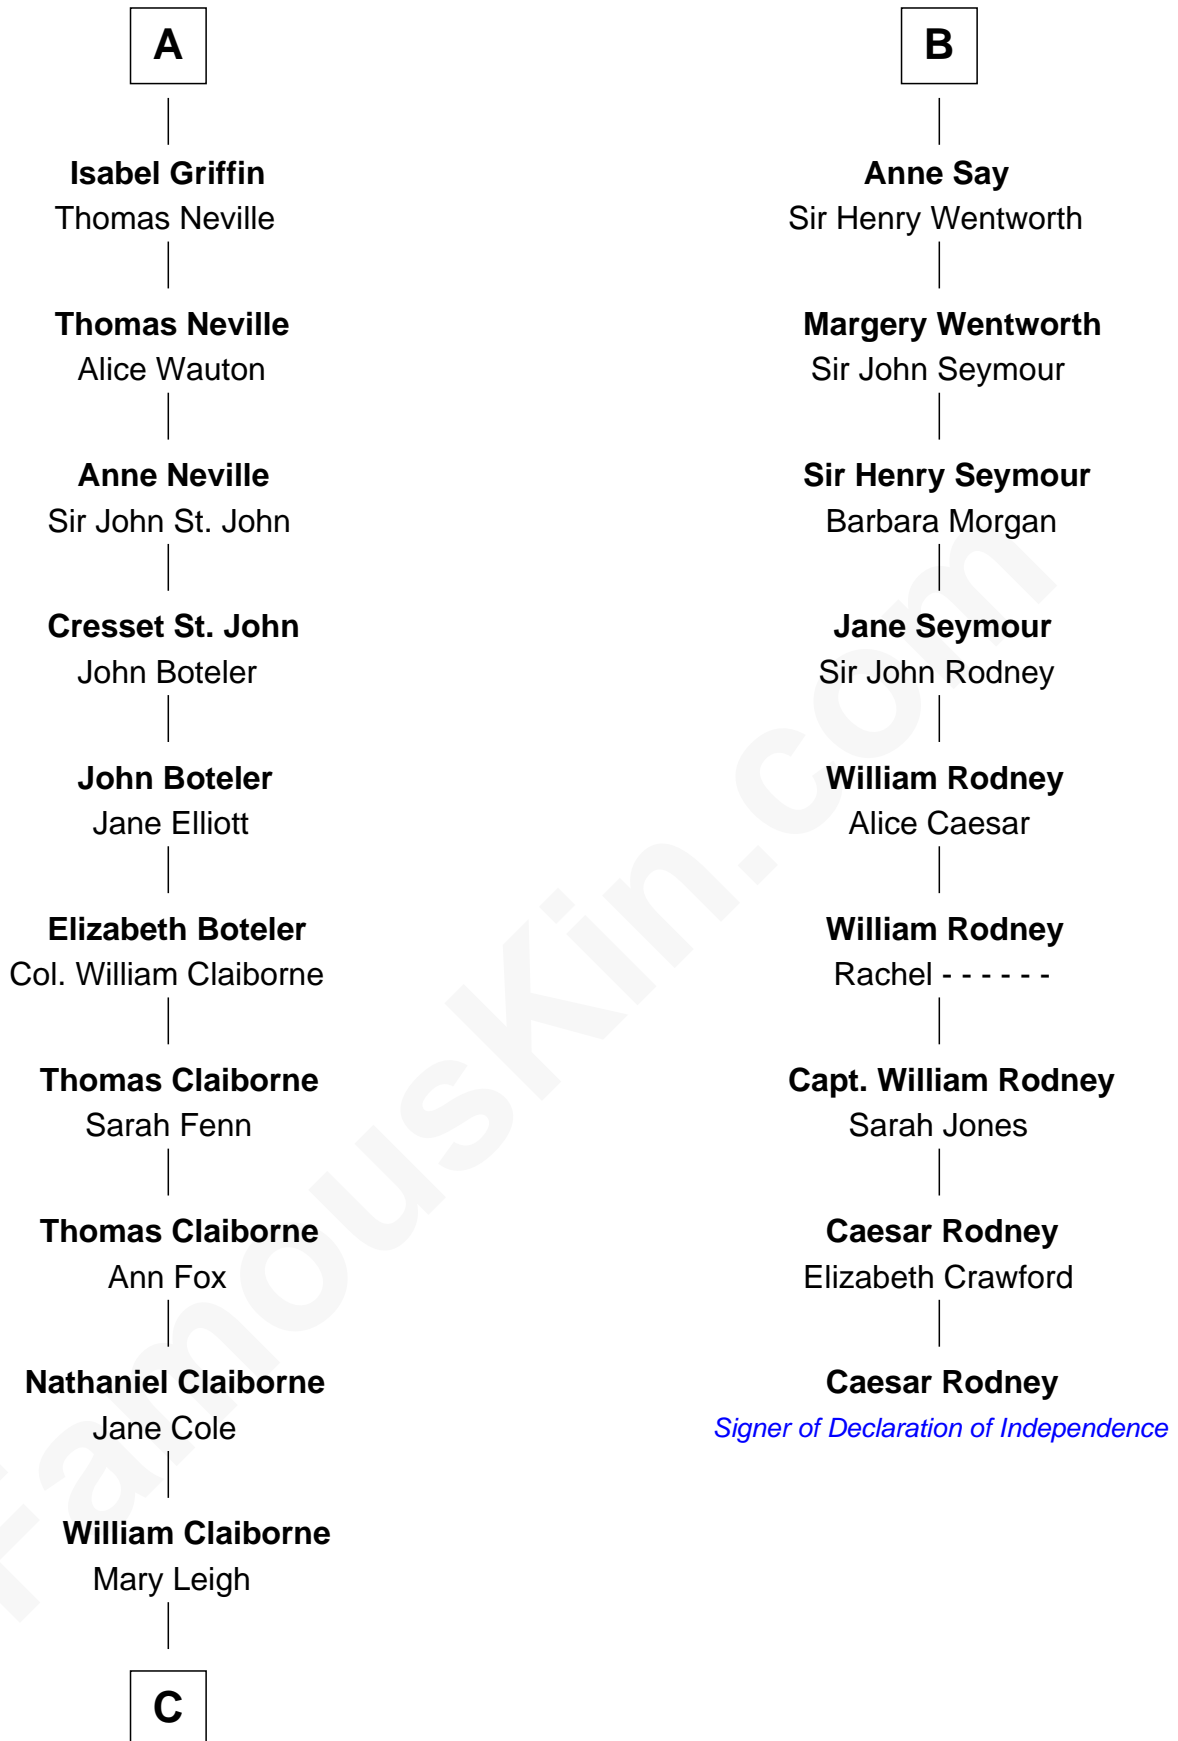 A
Isabel Griffin
Thomas Neville
Thomas Neville
Alice Wauton
Anne Neville
Sir John St. John
Cresset St. John
John Boteler
John Boteler
Jane Elliott
Elizabeth Boteler
Col. William Claiborne
Thomas Claiborne
Sarah Fenn
Thomas Claiborne
Ann Fox
Nathaniel Claiborne
Jane Cole
William Claiborne
Mary Leigh
C
B
Anne Say
Sir Henry Wentworth
Margery Wentworth
Sir John Seymour
Sir Henry Seymour
Barbara Morgan
Jane Seymour
Sir John Rodney
William Rodney
Alice Caesar
William Rodney
Rachel - - - - - -
Capt. William Rodney
Sarah Jones
Caesar Rodney
Elizabeth Crawford
Caesar Rodney
Signer of Declaration of Independence
FamousKin.com